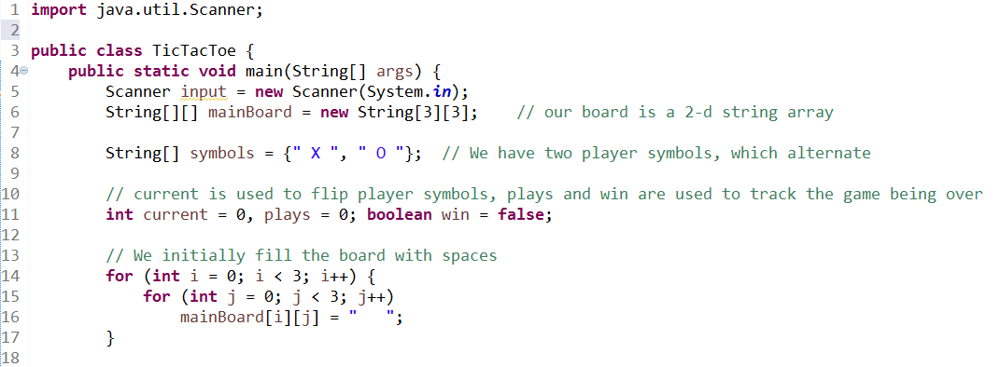 1 import java.util.Scanner;
2
3 public class TicTacToe {
4 public static void main(String[] args) {
5 Scanner input = new Scanner(System.in);
6 String[][] mainBoard = new String[3][3]; // our board is a 2-d string array
7
8 String[] symbols = {" X ", " O "}; // We have two player symbols, which alternate
9
10 // current is used to flip player symbols, plays and win are used to track the game being over
11 int current = 0, plays = 0; boolean win = false;
12
13 // We initially fill the board with spaces
14 for (int i = 0; i < 3; i++) {
15 for (int j = 0; j < 3; j++)
16 mainBoard[i][j] = "   ";
17 }
18